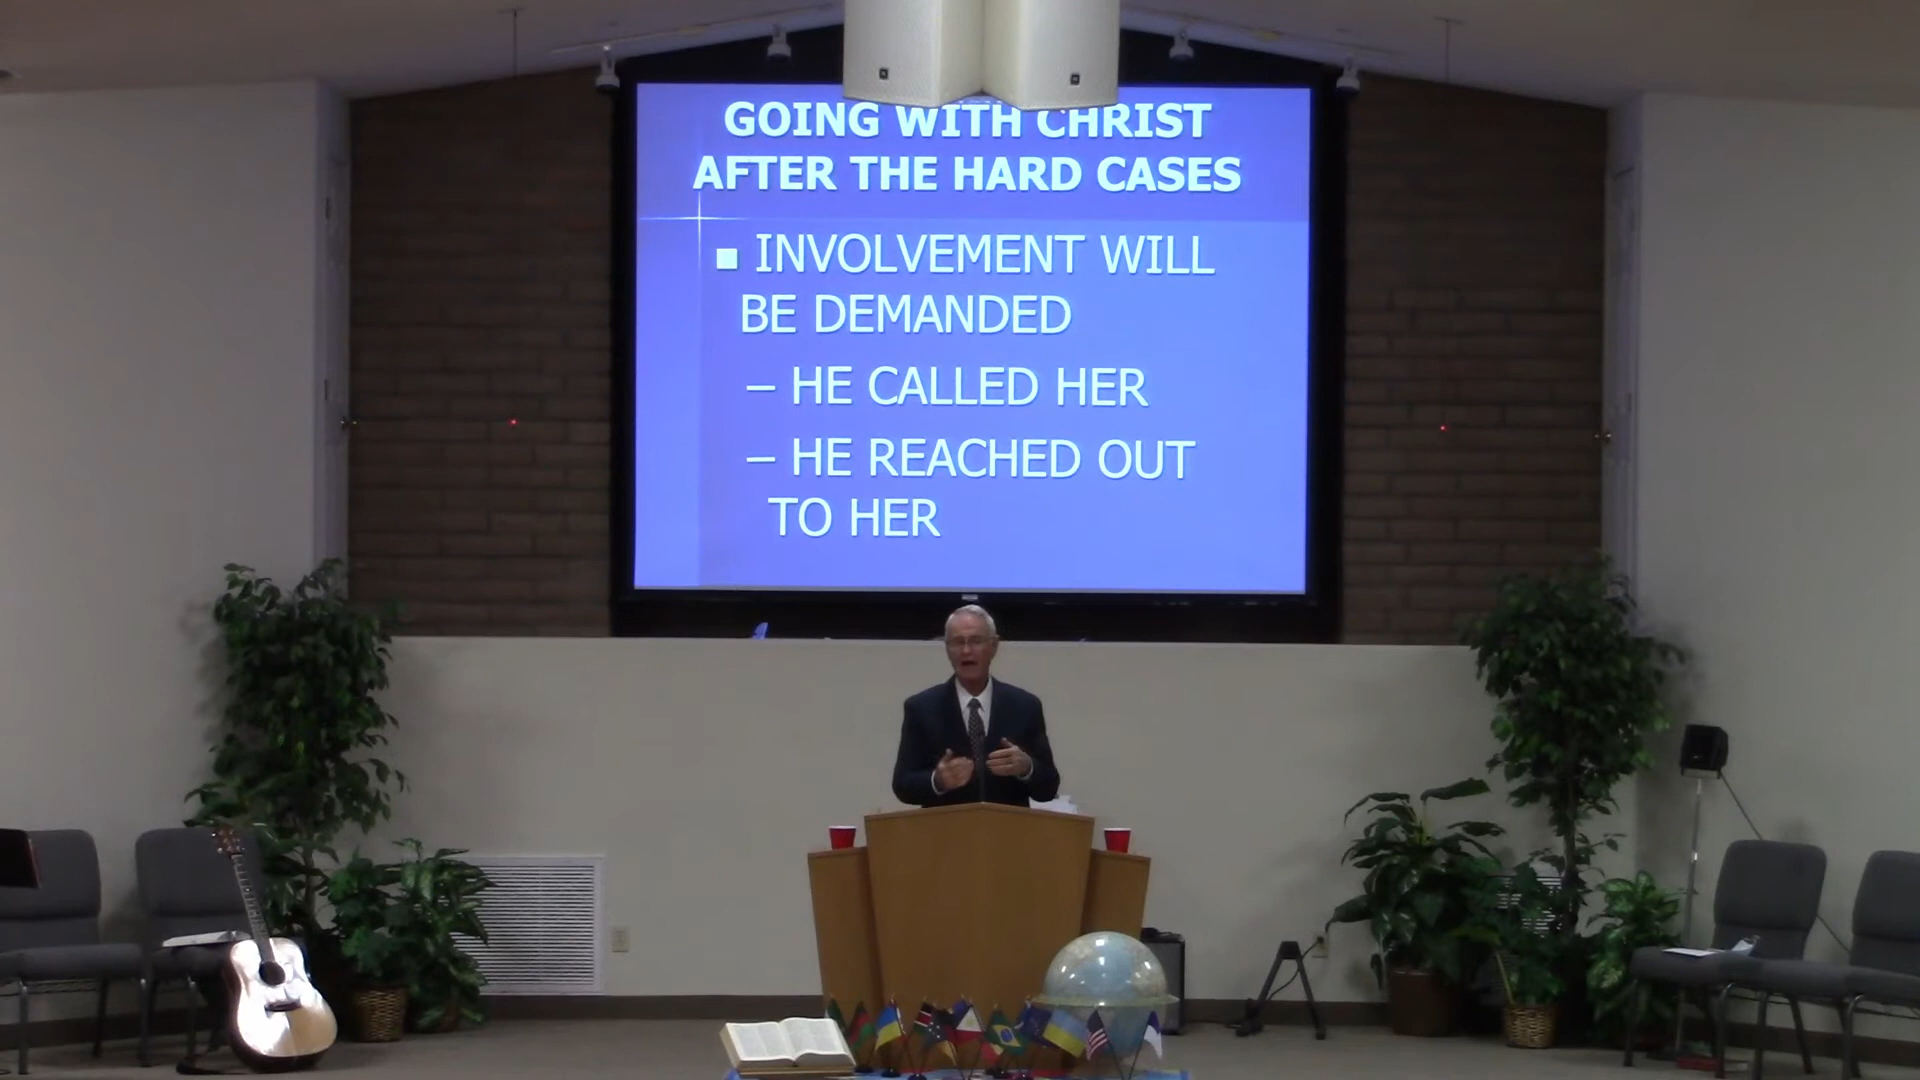 GOING WITH CHRIST
AFTER THE HARD CASES
■ INVOLVEMENT WILL
BE DEMANDED
– HE CALLED HER
– HE REACHED OUT
TO HER